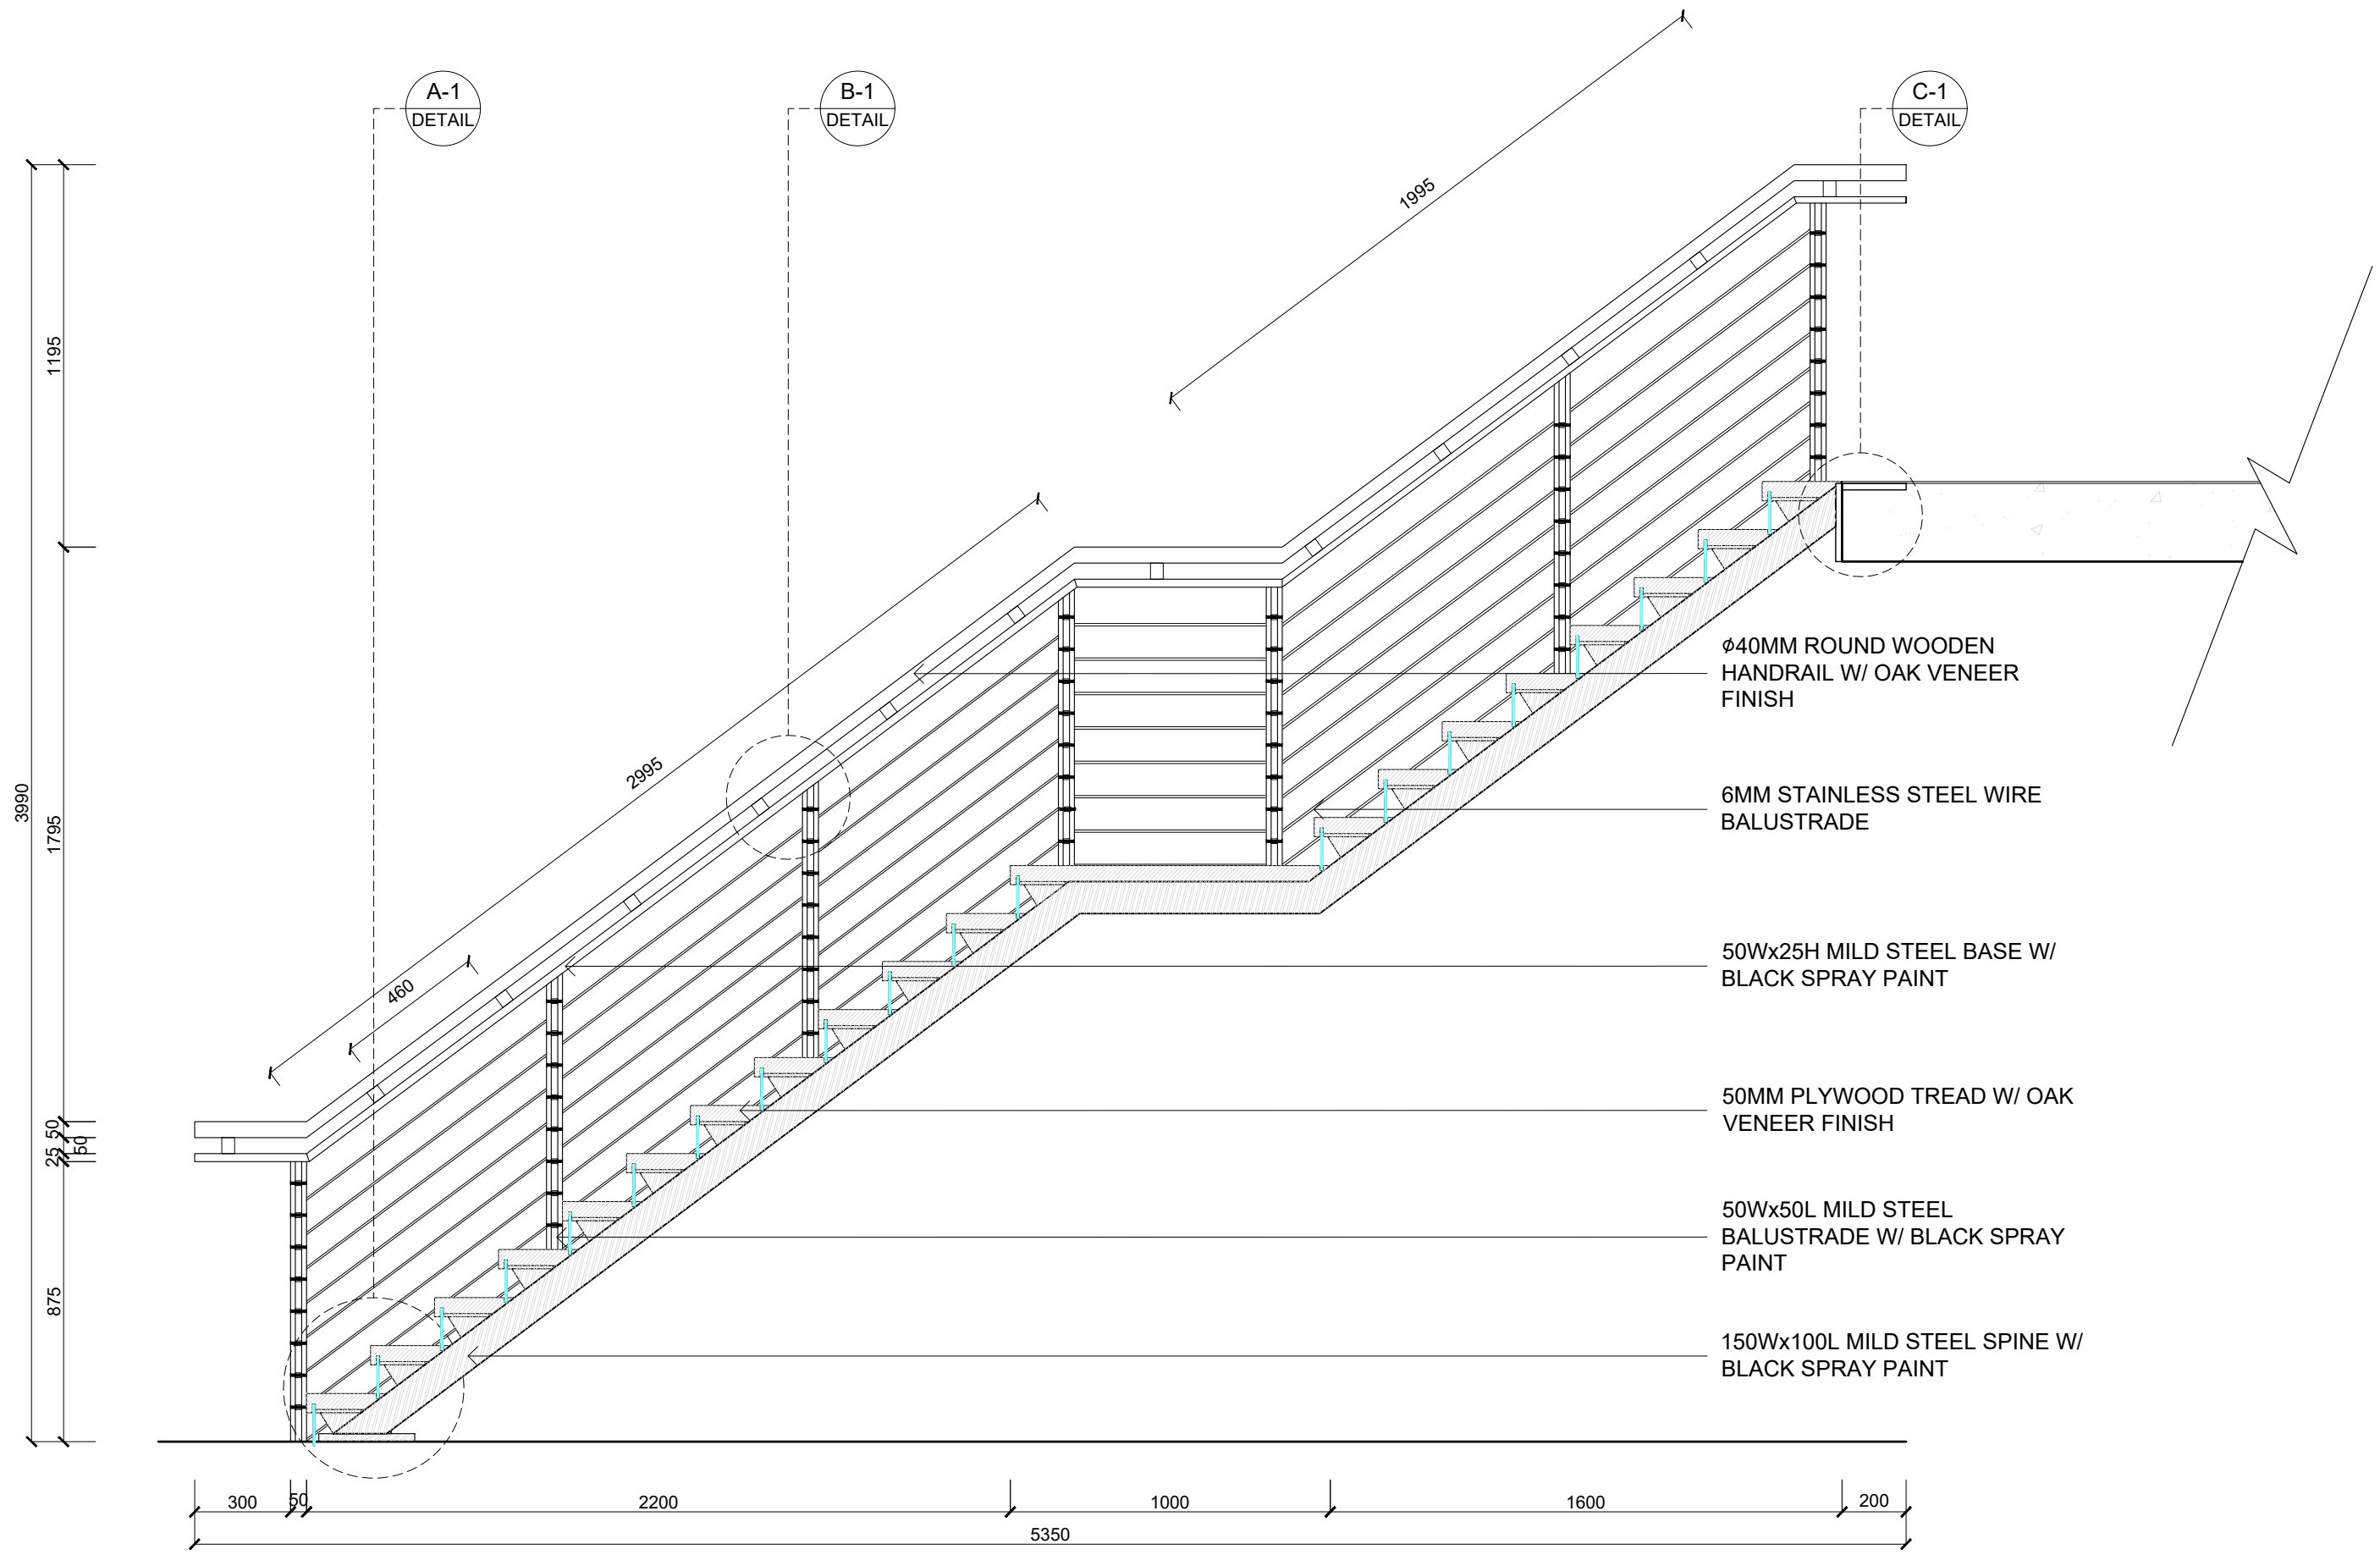 A-1
DETAIL
B-1
DETAIL
C-1
DETAIL
1995
1195
3990
1795
2995
460
50
50
25
875
⌀40MM ROUND WOODEN
HANDRAIL W/ OAK VENEER
FINISH
6MM STAINLESS STEEL WIRE
BALUSTRADE
50Wx25H MILD STEEL BASE W/
BLACK SPRAY PAINT
50MM PLYWOOD TREAD W/ OAK
VENEER FINISH
50Wx50L MILD STEEL
BALUSTRADE W/ BLACK SPRAY
PAINT
150Wx100L MILD STEEL SPINE W/
BLACK SPRAY PAINT
300 50 2200 1000 1600 200
5350